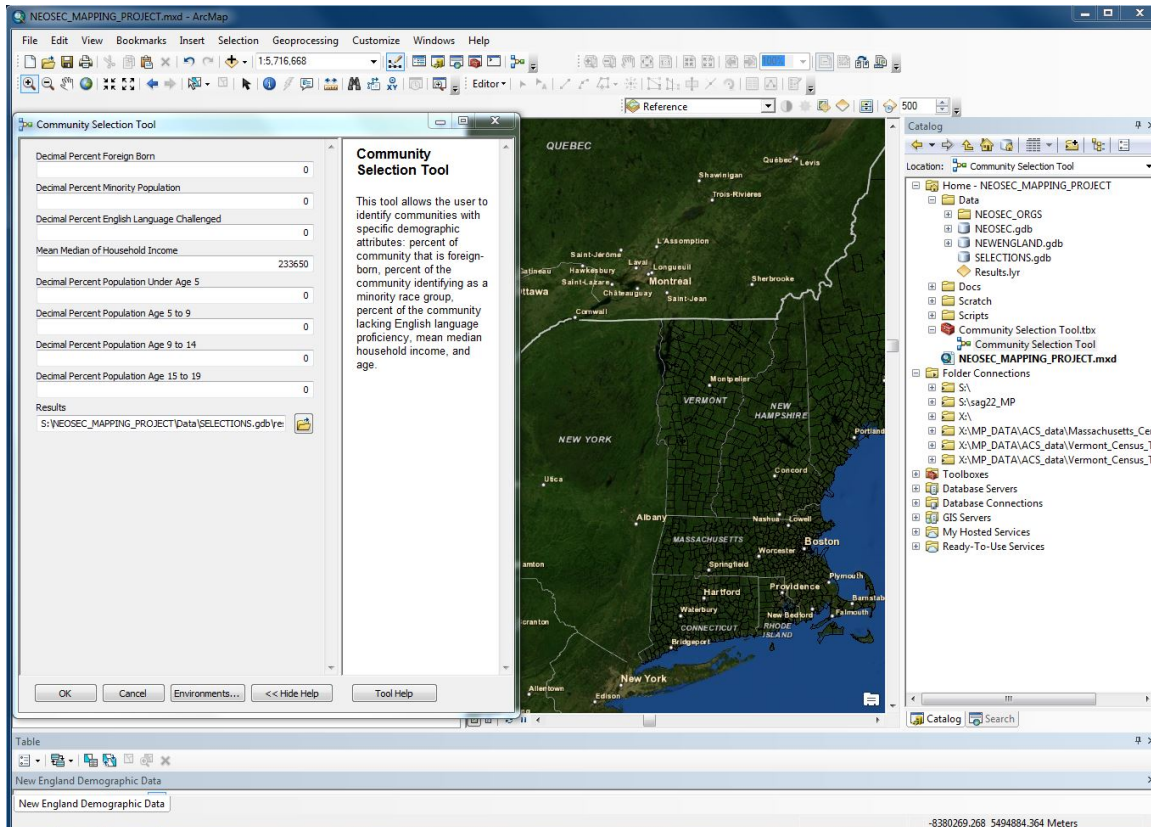 NEOSEC_MAPPING_PROJECT.mxd - ArcMap
File Edit View Bookmarks Insert Selection Geoprocessing Customize Windows Help
1:5,716,668
100%
Editor
Reference
500
Community Selection Tool
Decimal Percent Foreign Born
0
Decimal Percent Minority Population
0
Decimal Percent English Language Challenged
0
Mean Median of Household Income
233650
Decimal Percent Population Under Age 5
0
Decimal Percent Population Age 5 to 9
0
Decimal Percent Population Age 9 to 14
0
Decimal Percent Population Age 15 to 19
0
Results
S:\NEOSEC_MAPPING_PROJECT\Data\SELECTIONS.gdb\re
OK Cancel Environments... << Hide Help Tool Help
Community
Selection Tool
This tool allows the user to
identify communities with
specific demographic
attributes: percent of
community that is foreign-
born, percent of the
community identifying as a
minority race group,
percent of the community
lacking English language
proficiency, mean median
household income, and
age.
QUEBEC
Québec
Levis
Shawinigan
Trois-Rivières
L'Assomption
Saint-Jérôme
Laval
Longueuil
Gatineau
Hawkesbury
Saint-Lazare
Montreal
Sherbrooke
Ottawa
Châteauguay
Saint-Jean
Cornwall
Montpelier
VERMONT
NEW
HAMPSHIRE
Portland
NEW YORK
Concord
Utica
Albany
Nashua
Lowell
MASSACHUSETTS
Boston
Worcester
Springfield
Plymouth
Hartford
Providence
Barnstab
Waterbury
New Bedford
Falmouth
CONNECTICUT
RHODE
ISLAND
Bridgeport
New York
Allentown
Edison
Catalog
Location: Community Selection Tool
Home - NEOSEC_MAPPING_PROJECT
Data
NEOSEC_ORGS
NEOSEC.gdb
NEWENGLAND.gdb
SELECTIONS.gdb
Results.lyr
Docs
Scratch
Scripts
Community Selection Tool.tbx
Community Selection Tool
NEOSEC_MAPPING_PROJECT.mxd
Folder Connections
S:\
S:\sag22_MP
X:\
X:\MP_DATA\ACS_data\Massachusetts_Ce
X:\MP_DATA\ACS_data\Vermont_Census_T
X:\MP_DATA\ACS_data\Vermont_Census_T
Toolboxes
Database Servers
Database Connections
GIS Servers
My Hosted Services
Ready-To-Use Services
Catalog Search
Table
New England Demographic Data
New England Demographic Data
-8380269.268 5494884.364 Meters